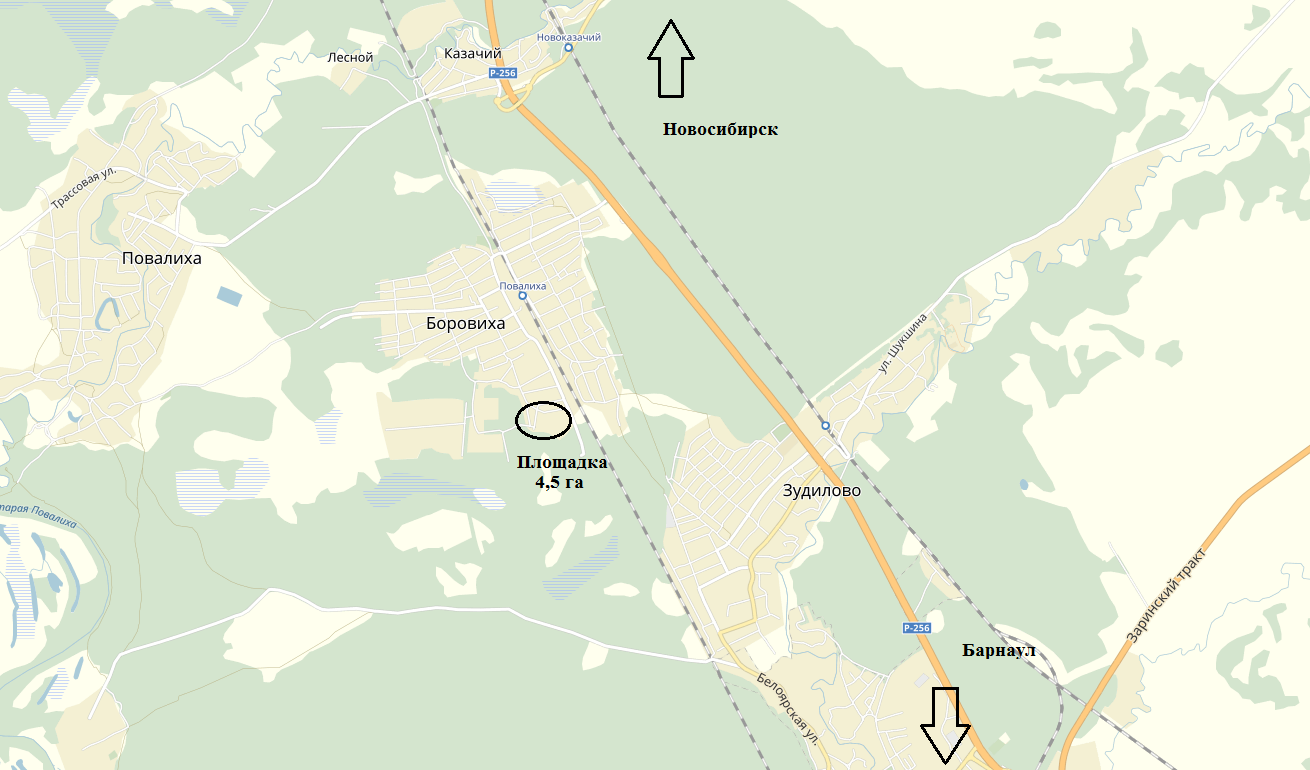 Новоказачий
Казачий
Лесной
Р-256
Новосибирск
Трассовая ул.
Повалиха
Повалиха
Боровиха
ул. Шукшина
Площадка
4,5 га
Зудилово
тарая Повалиха
Заринский тракт
Р-256
Барнаул
Белоярская ул.